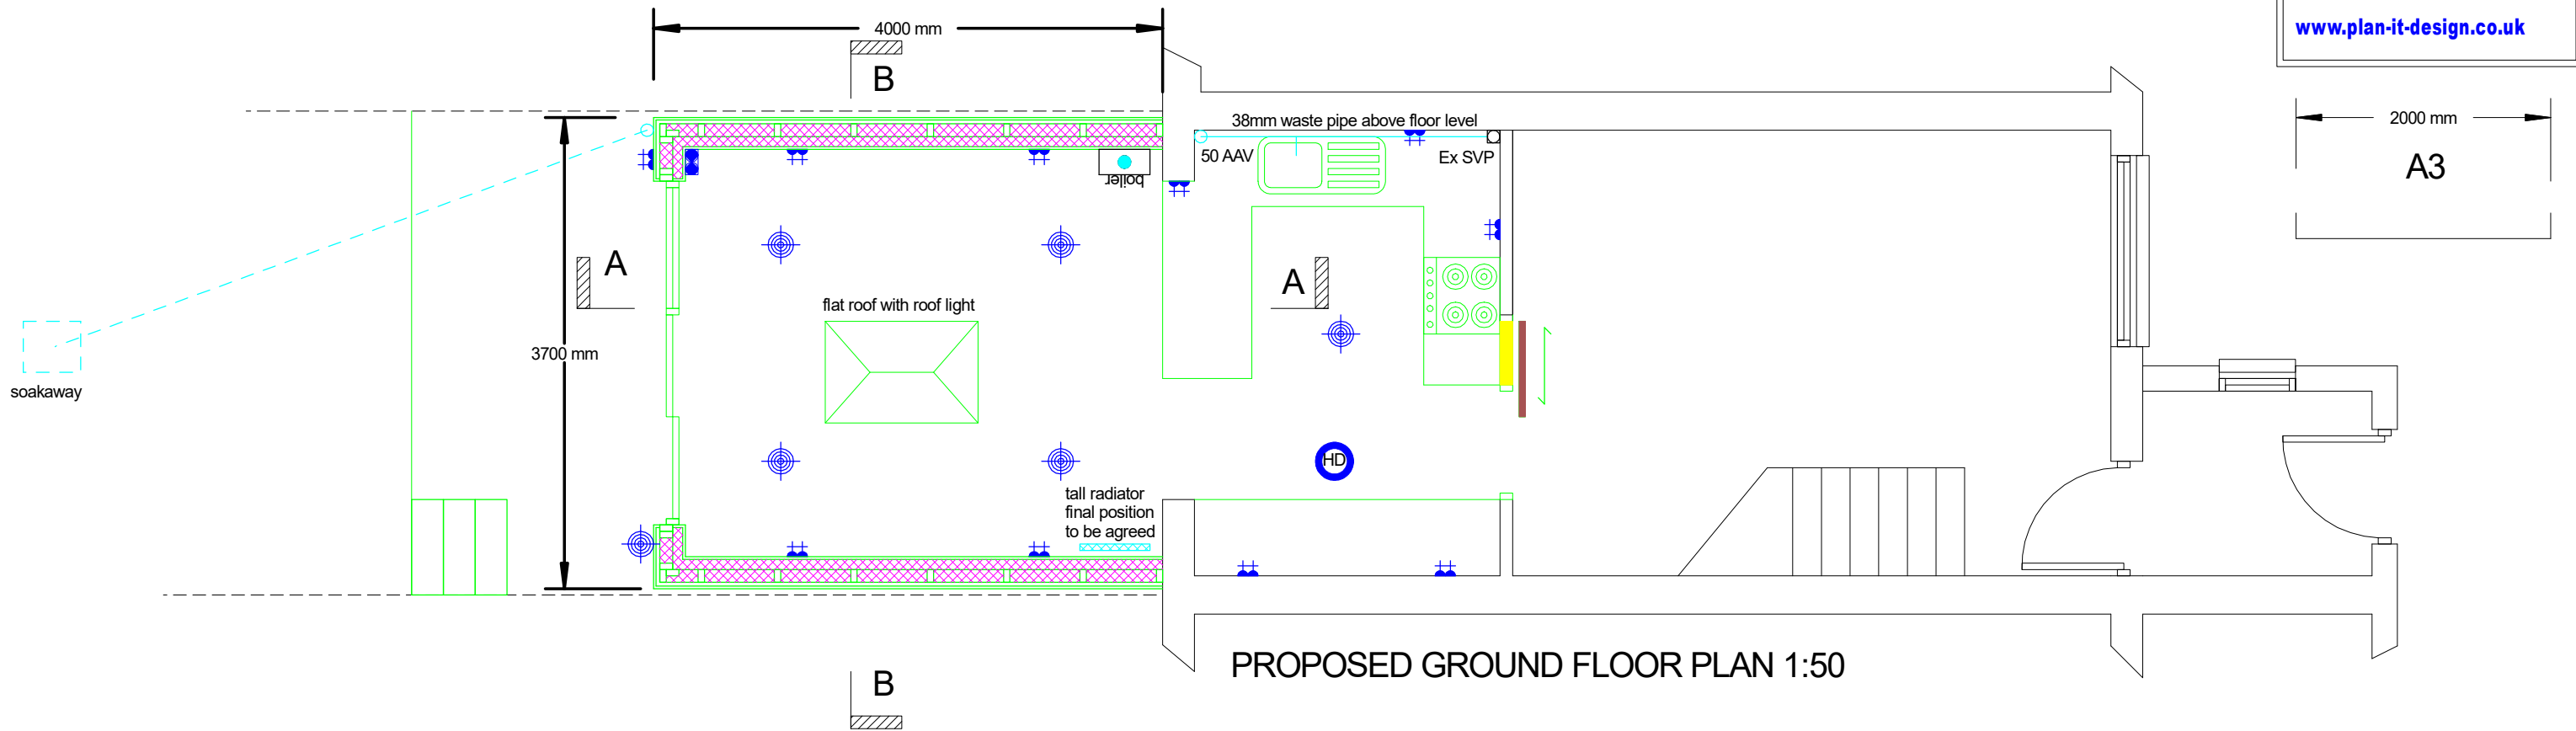 4000 mm
www.plan-it-design.co.uk
B
38mm waste pipe above floor level
2000 mm
50 AAV
Ex SVP
A3
boiler
A
A
flat roof with roof light
3700 mm
soakaway
HD
tall radiator
final position
to be agreed
PROPOSED GROUND FLOOR PLAN 1:50
B